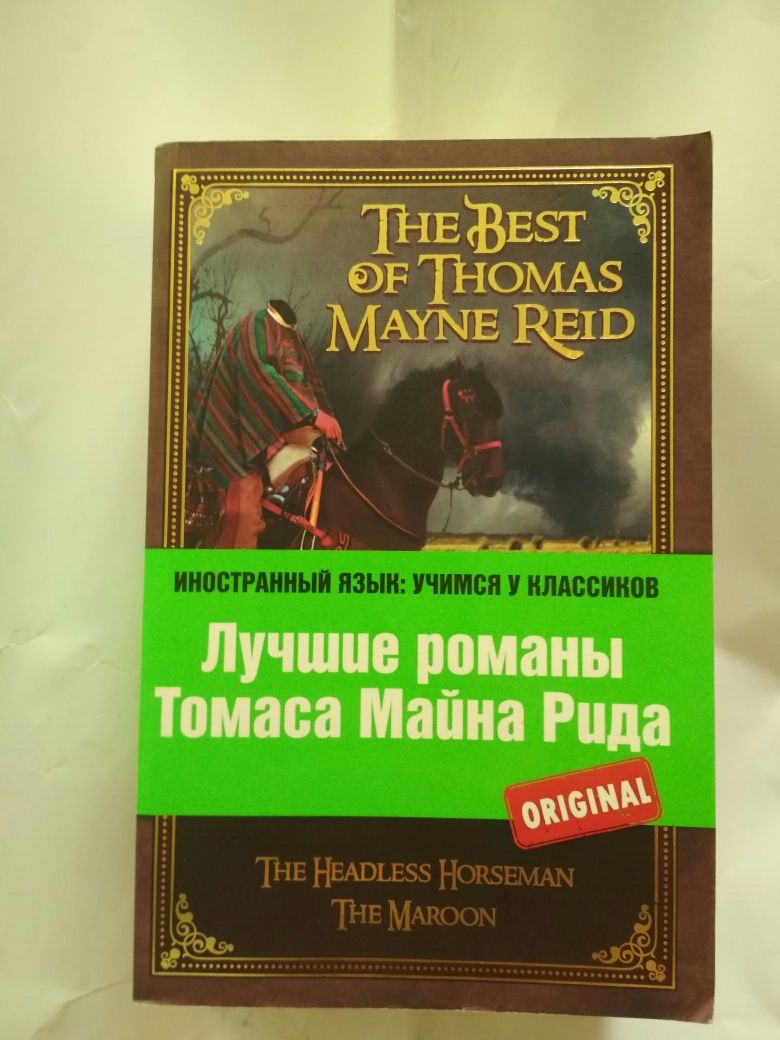 THE BEST
OF THOMAS
MAYNE REID
ИНОСТРАННЫЙ ЯЗЫК: УЧИМСЯ У КЛАССИКОВ
Лучшие романы
Томаса Майна Рида
ORIGINAL
THE HEADLESS HORSEMAN
THE MAROON